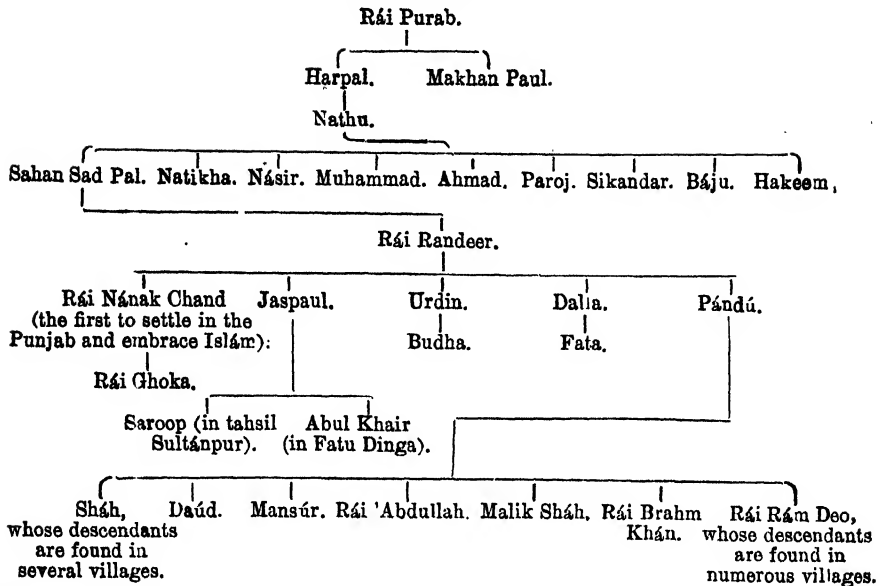 Rái Purab.
Harpal. Makhan Paul.
Nathu.
Sahan Sad Pal. Natikha. Násir. Muhammad. Ahmad. Paroj. Sikandar. Báju. Hakeem.
Rái Randeer.
Rái Nának Chand Jaspaul. Urdin. Dalla. Pándú.
(the first to settle in the
Punjab and embrace Islám): Budha. Fata.
Rái Ghoka.
Saroop (in tahsil Abul Khair
Sultánpur). (in Fatu Dinga).
Sháh, Daúd. Mansúr. Rái 'Abdullah. Malik Sháh. Rái Brahm Rái Rám Deo,
whose descendants Khán. whose descendants
are found in are found in
several villages. numerous villages.